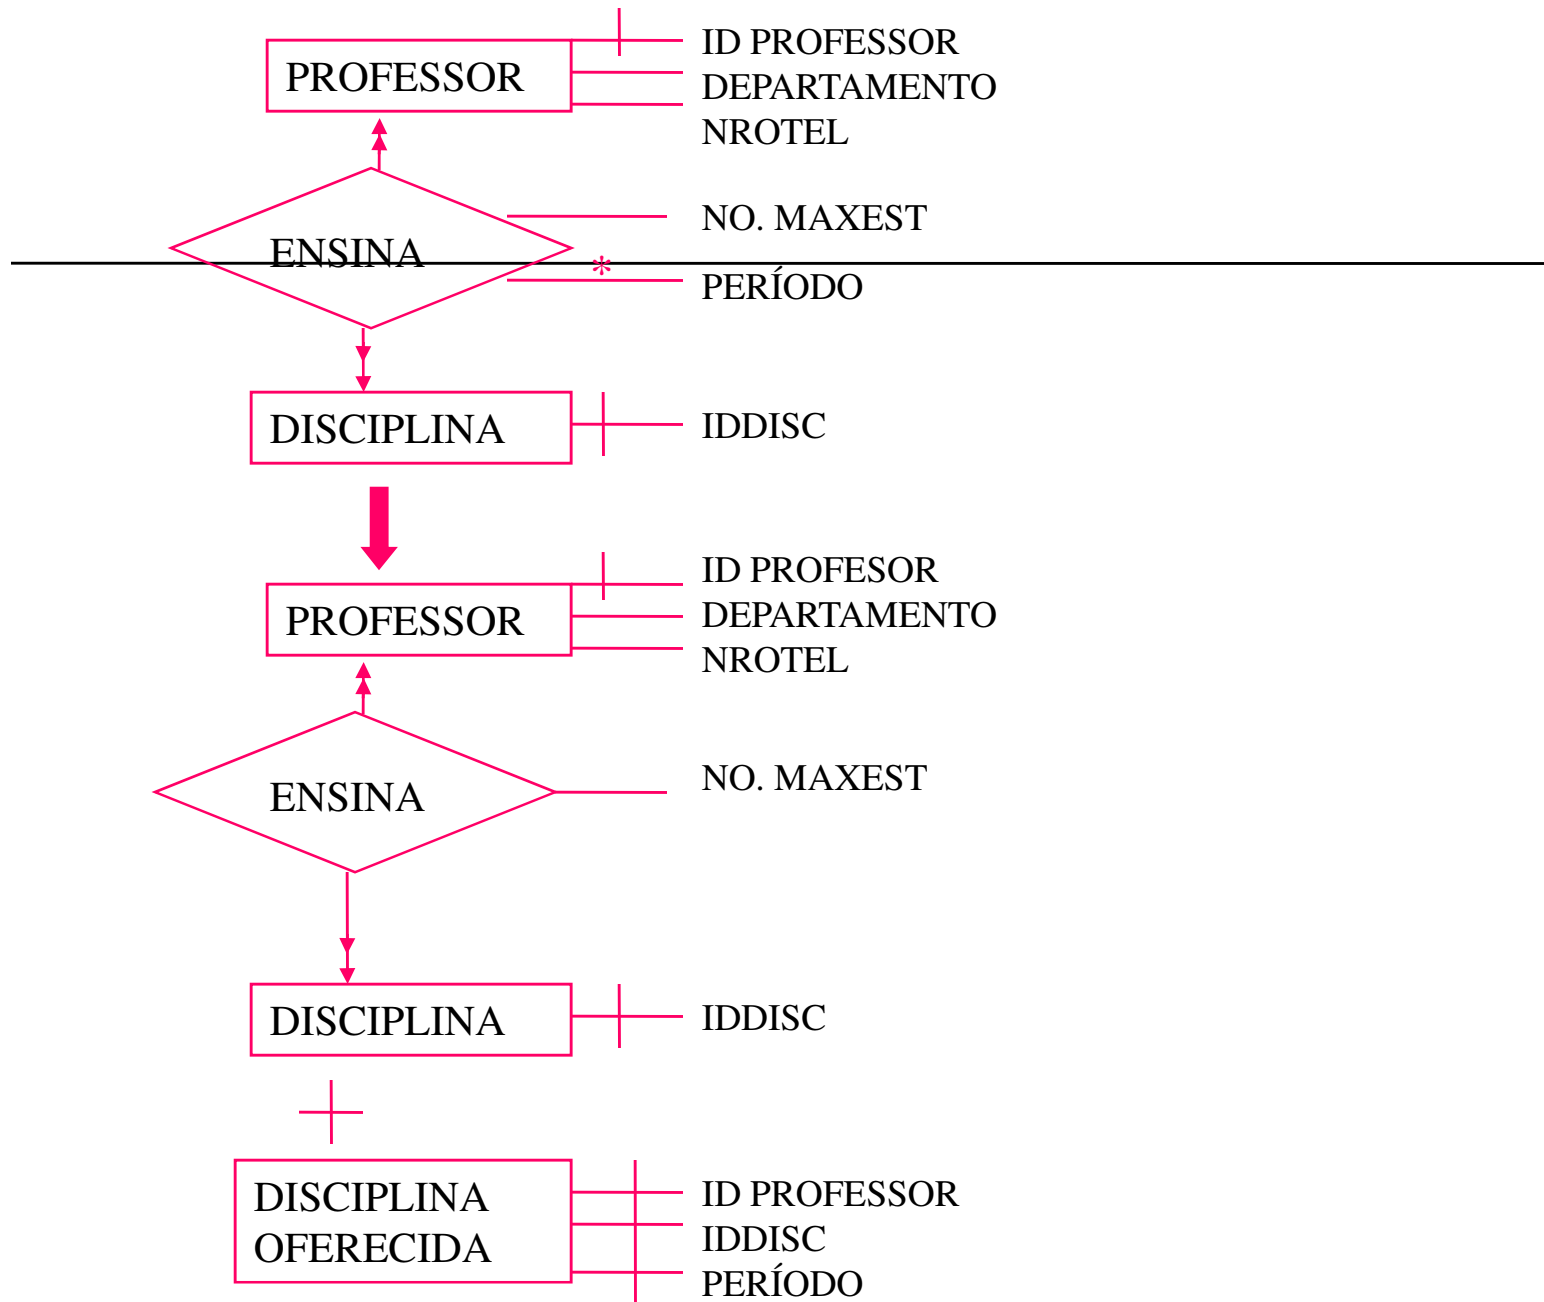 PROFESSOR
ID PROFESSOR
DEPARTAMENTO
NROTEL
ENSINA
NO. MAXEST
*
PERÍODO
DISCIPLINA
IDDISC
PROFESSOR
ID PROFESOR
DEPARTAMENTO
NROTEL
ENSINA
NO. MAXEST
DISCIPLINA
IDDISC
DISCIPLINA
OFERECIDA
ID PROFESSOR
IDDISC
PERÍODO